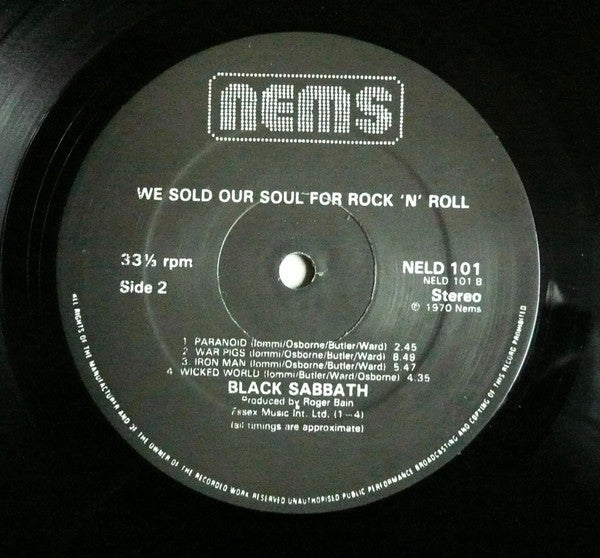 nems
WE SOLD OUR SOUL FOR ROCK 'N' ROLL
33⅓ rpm
Side 2
NELD 101
NELD 101 B
Stereo
℗ 1970 Nems
1 PARANOID (Iommi/Osborne/Butler/Ward) 2.45
2 WAR PIGS (Iommi/Osborne/Butler/Ward) 8.49
3 IRON MAN (Iommi/Osborne/Butler/Ward) 5.47
4 WICKED WORLD (Iommi/Butler/Ward/Osborne) 4.35
BLACK SABBATH
Produced by Roger Bain
Essex Music Int. Ltd. (1–4)
(all timings are approximate)
ALL RIGHTS OF THE MANUFACTURER AND OF THE OWNER OF THE RECORDED WORK RESERVED UNAUTHORISED PUBLIC PERFORMANCE BROADCASTING AND COPYING OF THIS RECORD PROHIBITED